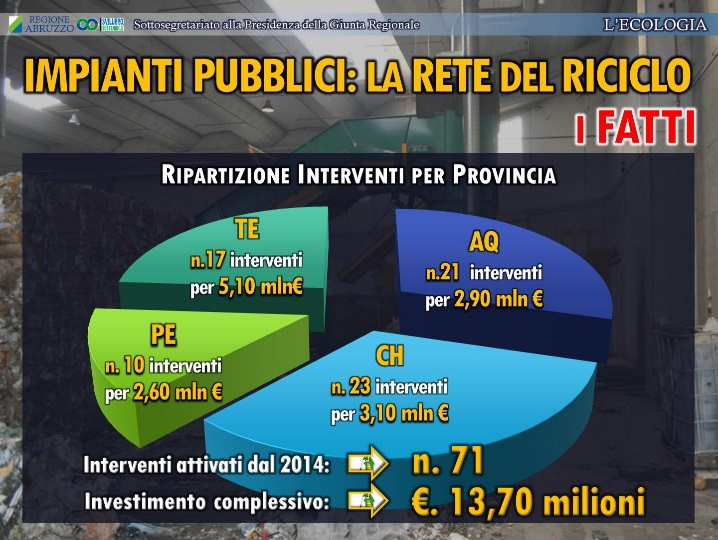 REGIONE
ABRUZZO
Sottosegretariato alla Presidenza della Giunta Regionale
L'ECOLOGIA
IMPIANTI PUBBLICI: LA RETE DEL RICICLO
I FATTI
RIPARTIZIONE INTERVENTI PER PROVINCIA
TE
n.17 interventi
per 5,10 mln€
AQ
n.21 interventi
per 2,90 mln €
PE
n. 10 interventi
per 2,60 mln €
CH
n. 23 interventi
per 3,10 mln €
Interventi attivati dal 2014: n. 71
Investimento complessivo: €. 13,70 milioni